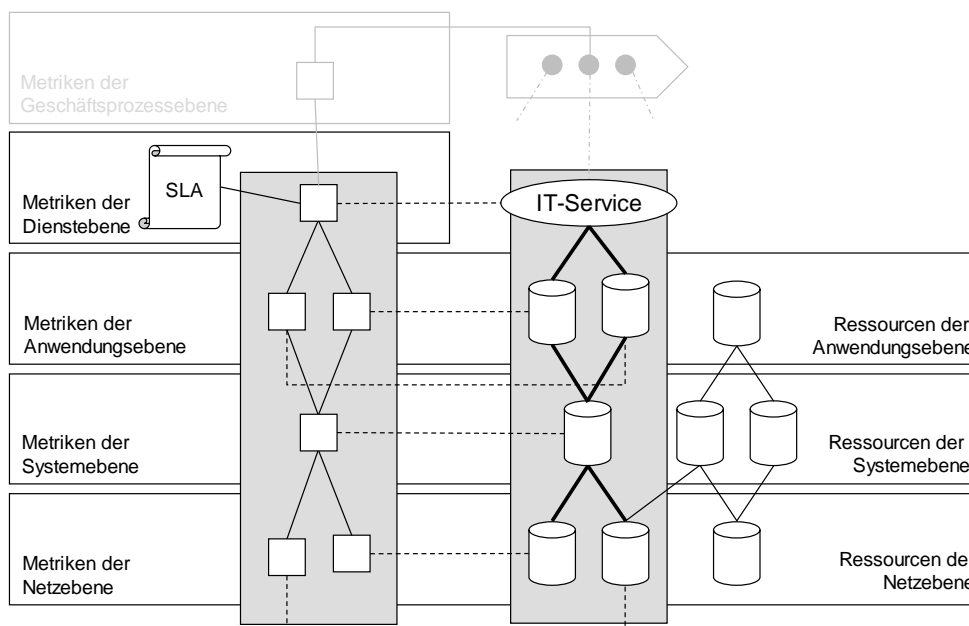 Metriken der
Geschäftsprozessebene
SLA
Metriken der
Dienstebene
IT-Service
Metriken der
Anwendungsebene
Ressourcen der
Anwendungsebene
Metriken der
Systemebene
Ressourcen der
Systemebene
Metriken der
Netzebene
Ressourcen de
Netzebene